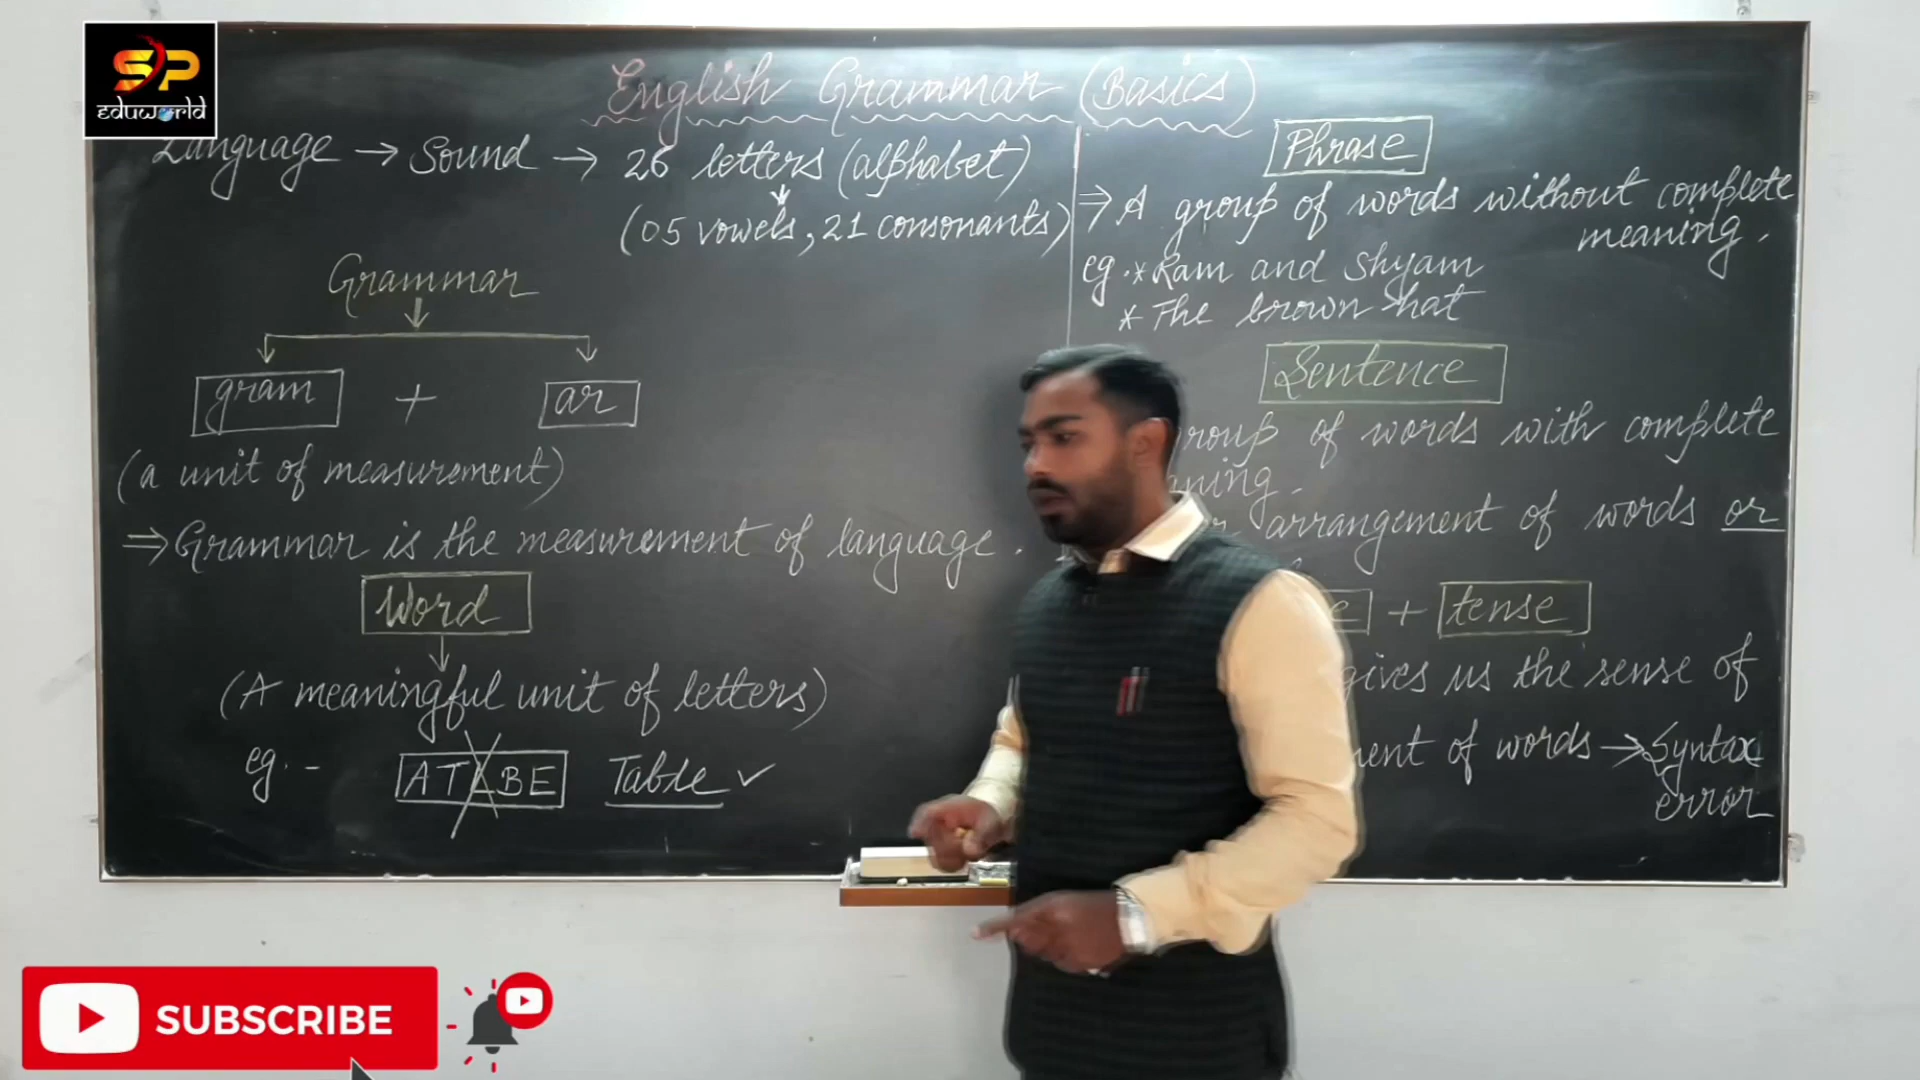 SP
eduworld
English Grammar (Basics)
Language → Sound → 26 letters (alphabet)
(05 vowels, 21 consonants)
Grammar
gram + ar
(a unit of measurement)
⇒ Grammar is the measurement of language.
Word
(A meaningful unit of letters)
eg. - ATLBE Table ✓
Phrase
⇒ A group of words without complete
meaning.
eg. * Ram and Shyam
* The brown hat
Sentence
roup of words with complete
aning.
r arrangement of words or
e + tense
gives us the sense of
ment of words → Syntax
error
SUBSCRIBE